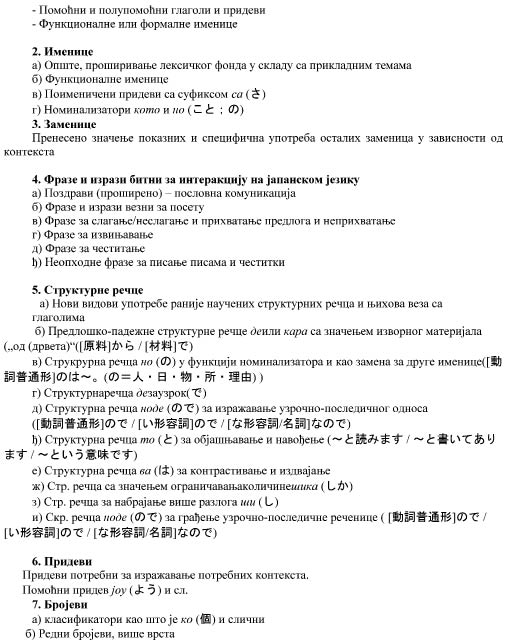 - Помоћни и полупомоћни глаголи и придеви
- Функционалне или формалне именице
2. Именице
а) Опште, проширивање лексичког фонда у складу са прикладним темама
б) Функционалне именице
в) Поименичени придеви са суфиксом са (さ)
г) Номинализатори кото и но (こと；の)
3. Заменице
Пренесено значење показних и специфична употреба осталих заменица у зависности од
контекста
4. Фразе и изрази битни за интеракцију на јапанском језику
а) Поздрави (проширено) – пословна комуникација
б) Фразе и изрази везни за посету
в) Фразе за слагање/неслагање и прихватање предлога и неприхватање
г) Фразе за извињавање
д) Фразе за честитање
ђ) Неопходне фразе за писање писама и честитки
5. Структурне речце
а) Нови видови употребе раније научених структурних речца и њихова веза са
глаголима
б) Предлошко-падежне структурне речце деили кара са значењем изворног материјала
(„од (дрвета)“([原料]から / [材料]で)
в) Струкрурна речца но (の) у функцији номинализатора и као замена за друге именице([動
詞普通形]のは～。(の＝人・日・物・所・理由) )
г) Структурнаречца дезаузрок(で)
д) Структурна речца ноде (ので) за изражавање узрочно-последичног односа
([動詞普通形]ので / [い形容詞]ので / [な形容詞/名詞]なので)
ђ) Структурна речца то (と) за објашњавање и навођење (～と読みます / ～と書いてあり
ます / ～という意味です)
е) Структурна речца ва (は) за контрастивање и издвајање
ж) Стр. речца са значењем ограничавањаколичинешика (しか)
з) Стр. речца за набрајање више разлога ши (し)
и) Скр. речца ноде (ので) за грађење узрочно-последичне реченице ( [動詞普通形]ので /
[い形容詞]ので / [な形容詞/名詞]なので)
6. Придеви
Придеви потребни за изражавање потребних контекста.
Помоћни придев јоу (よう) и сл.
7. Бројеви
а) класификатори као што је ко (個) и слични
б) Редни бројеви, више врста